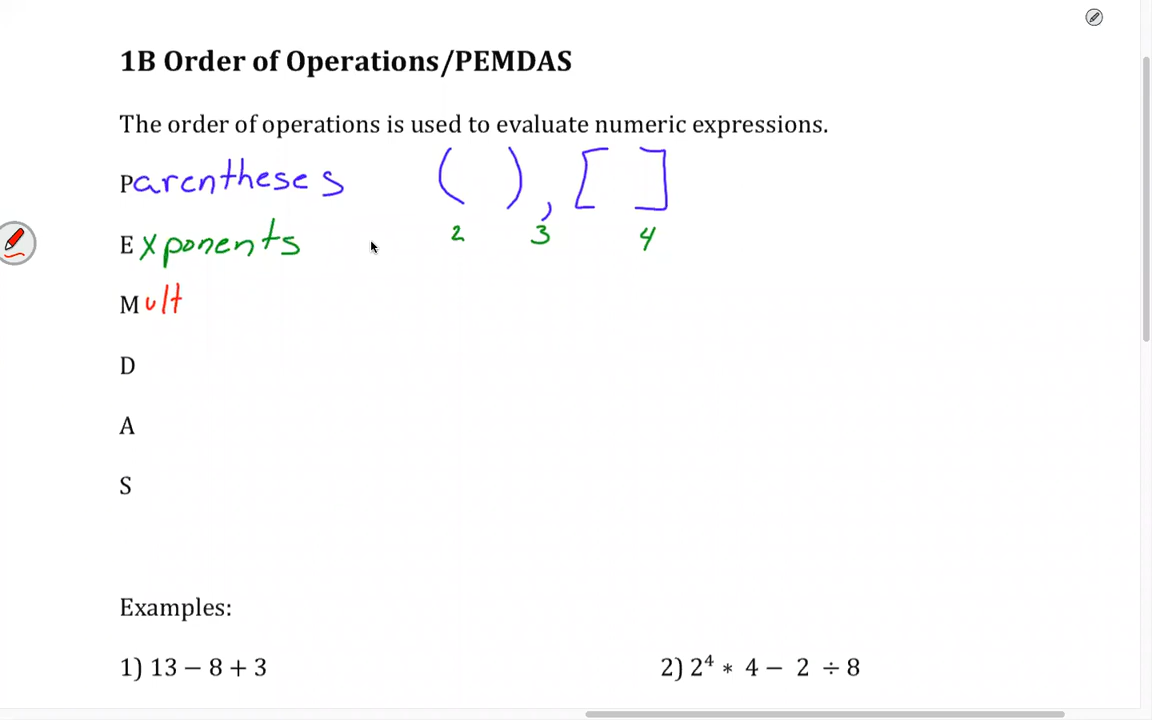 1B Order of Operations/PEMDAS
The order of operations is used to evaluate numeric expressions.
Parentheses ( ) , [ ]
Exponents 2 3 4
Mult
D
A
S
Examples:
1) 13 − 8 + 3 2) 2⁴ ∗ 4 − 2 ÷ 8